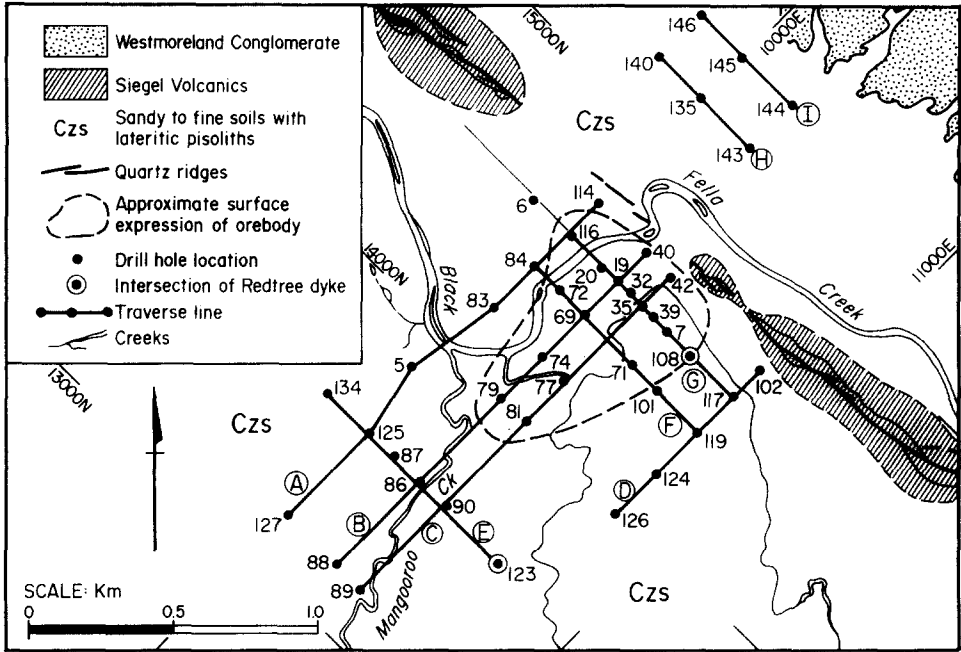 Westmoreland Conglomerate
Siegel Volcanics
Czs Sandy to fine soils with lateritic pisoliths
Quartz ridges
Approximate surface expression of orebody
Drill hole location
Intersection of Redtree dyke
Traverse line
Creeks
15000N
10000E
146
145
144
I
140
135
143
H
Czs
Fella
Creek
11000E
14000N
13000N
Black
114
6
116
84
40
19
20
32
42
72
35
39
83
69
7
108
G
5
74
71
102
134
79
77
101
117
81
F
119
Czs
125
87
A
86
Ck
124
D
90
127
B
C
E
126
88
123
89
Mangooroo
Czs
SCALE: Km
0
0.5
1.0